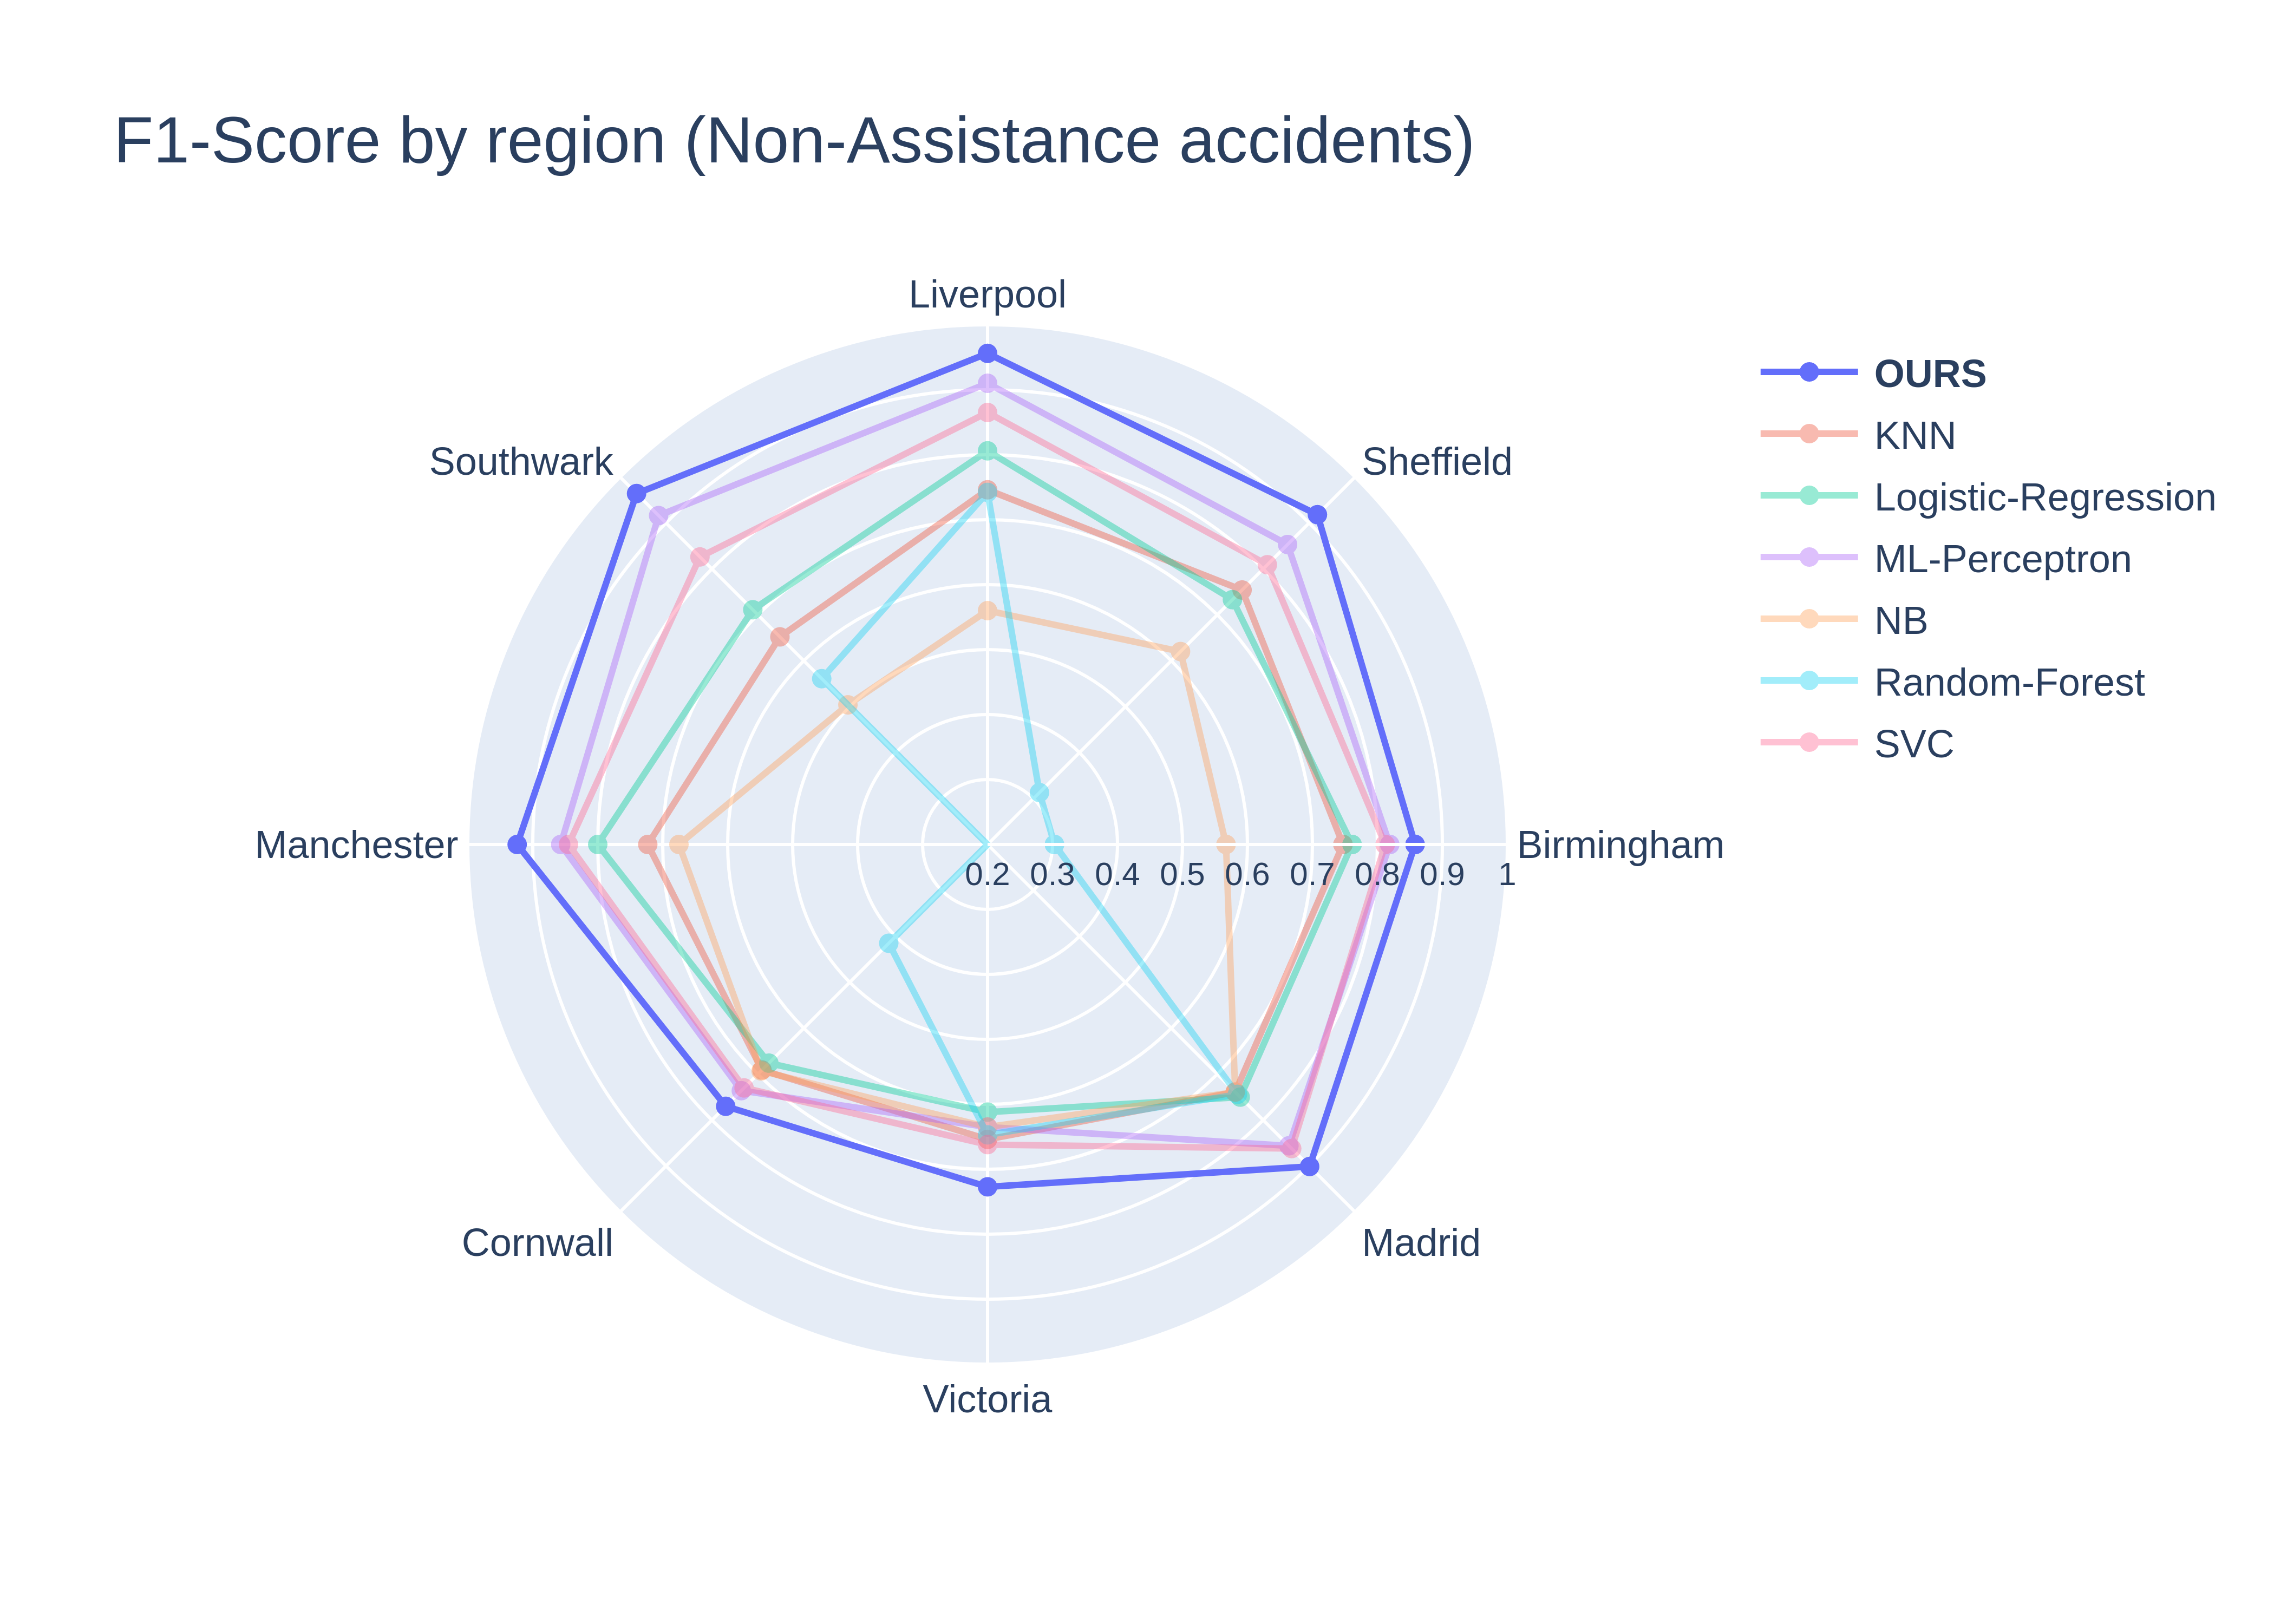 F1-Score by region (Non-Assistance accidents)
Liverpool
Southwark
Sheffield
Manchester
Birmingham
0.2 0.3 0.4 0.5 0.6 0.7 0.8 0.9 1
Cornwall
Madrid
Victoria
OURS
KNN
Logistic-Regression
ML-Perceptron
NB
Random-Forest
SVC